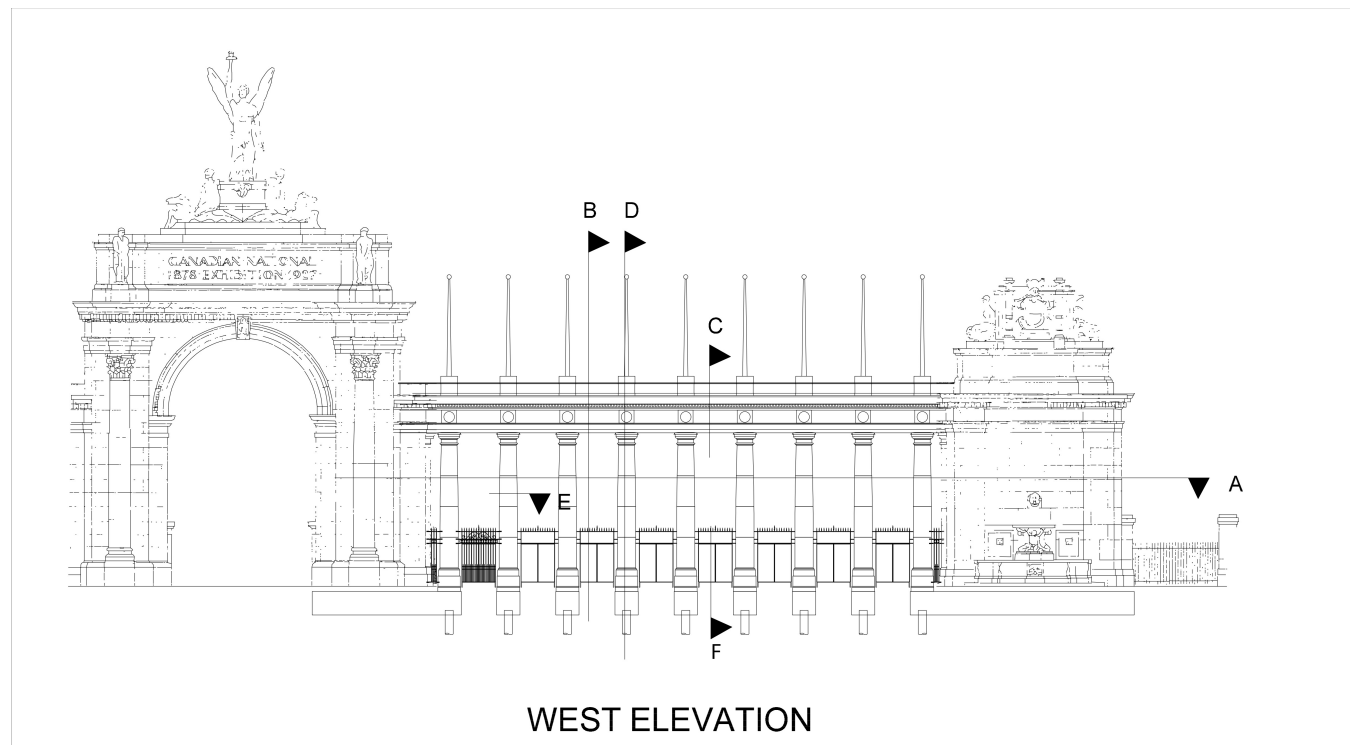 B D
CANADIAN NATIONAL
1878 EXHIBITION 1927
C
A
E
F
WEST ELEVATION